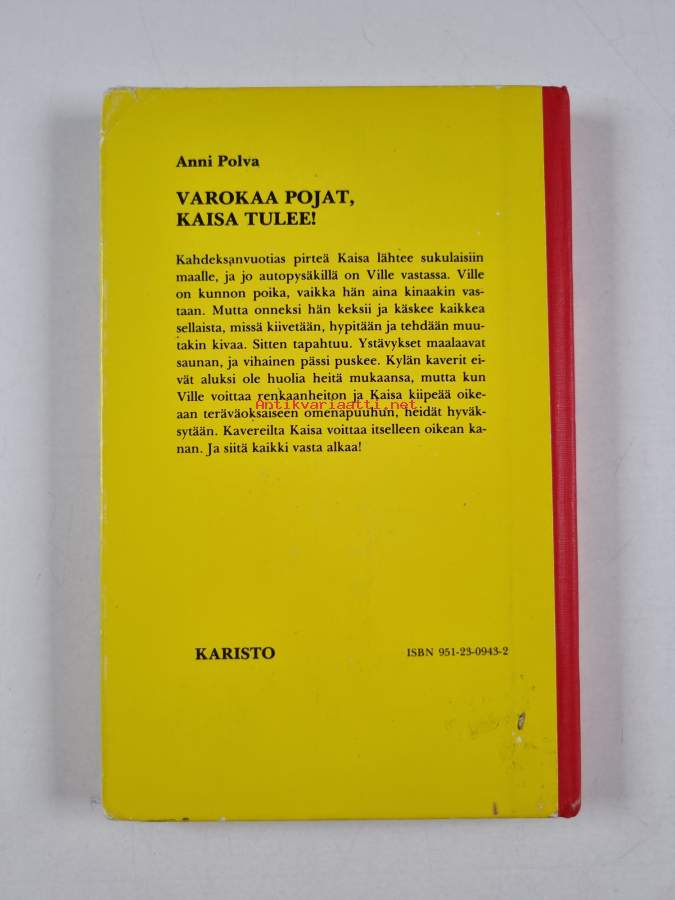 Anni Polva
VAROKAA POJAT,
KAISA TULEE!
Kahdeksanvuotias pirteä Kaisa lähtee sukulaisiin
maalle, ja jo autopysäkillä on Ville vastassa. Ville
on kunnon poika, vaikka hän aina kinaakin vas-
taan. Mutta onneksi hän keksii ja käskee kaikkea
sellaista, missä kiivetään, hypitään ja tehdään muu-
takin kivaa. Sitten tapahtuu. Ystävykset maalaavat
saunan, ja vihainen pässi puskee. Kylän kaverit ei-
vät aluksi ole huolia heitä mukaansa, mutta kun
Ville voittaa renkaanheiton ja Kaisa kiipeää oike-
Antikvariaatti.net
aan teräväoksaiseen omenapuuhun, heidät hyväk-
sytään. Kavereilta Kaisa voittaa itselleen oikean ka-
nan. Ja siitä kaikki vasta alkaa!
KARISTO
ISBN 951-23-0943-2